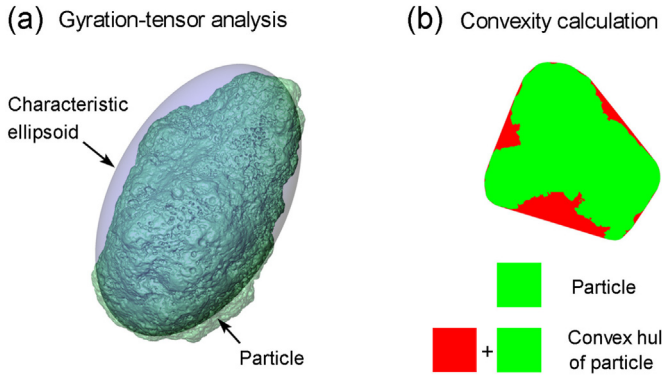 (a) Gyration-tensor analysis
Characteristic
ellipsoid
Particle
(b) Convexity calculation
Particle
+
Convex hul
of particle